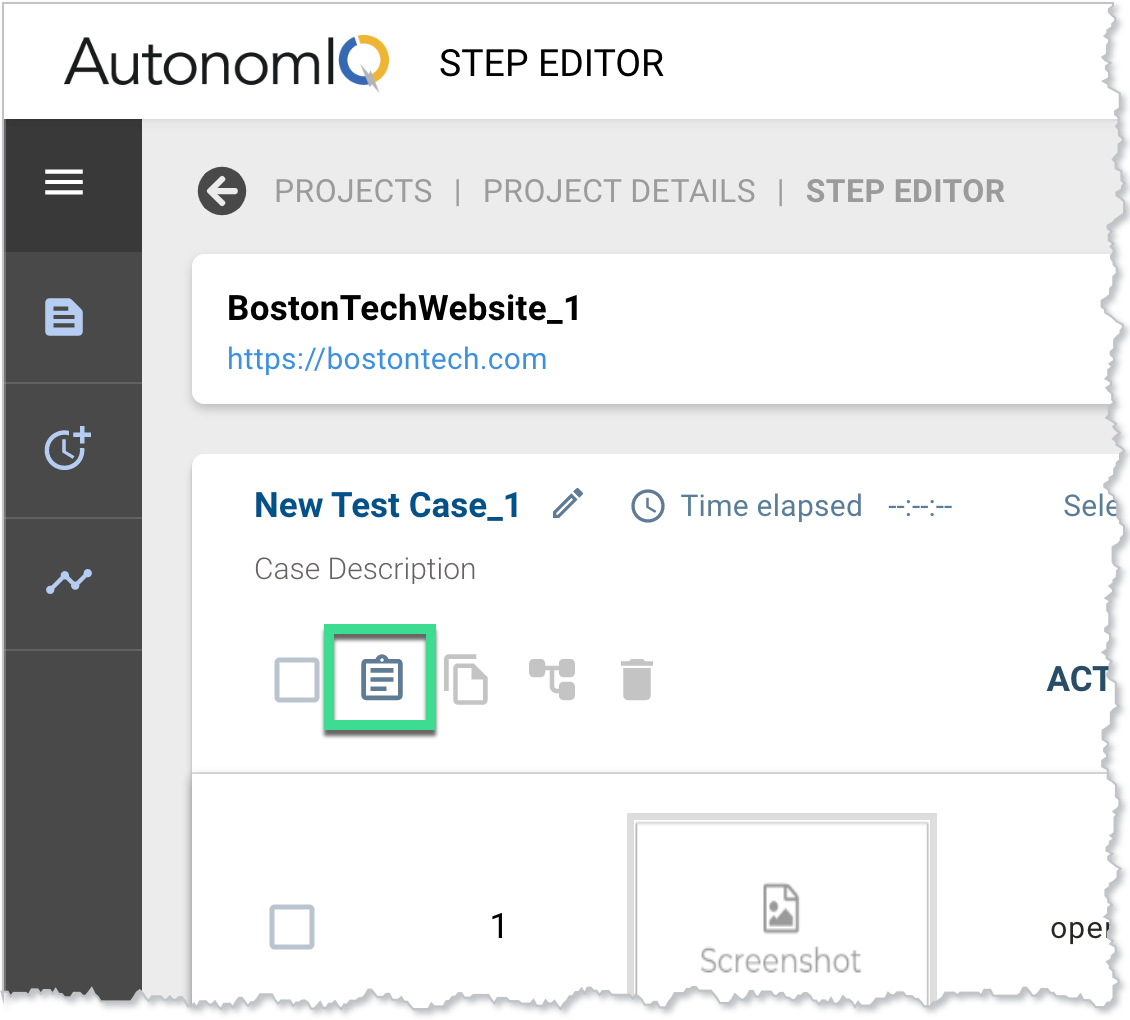 AutonomIQ STEP EDITOR
PROJECTS | PROJECT DETAILS | STEP EDITOR
BostonTechWebsite_1
https://bostontech.com
New Test Case_1 Time elapsed --:--:-- Sele
Case Description
ACT
1 Screenshot open